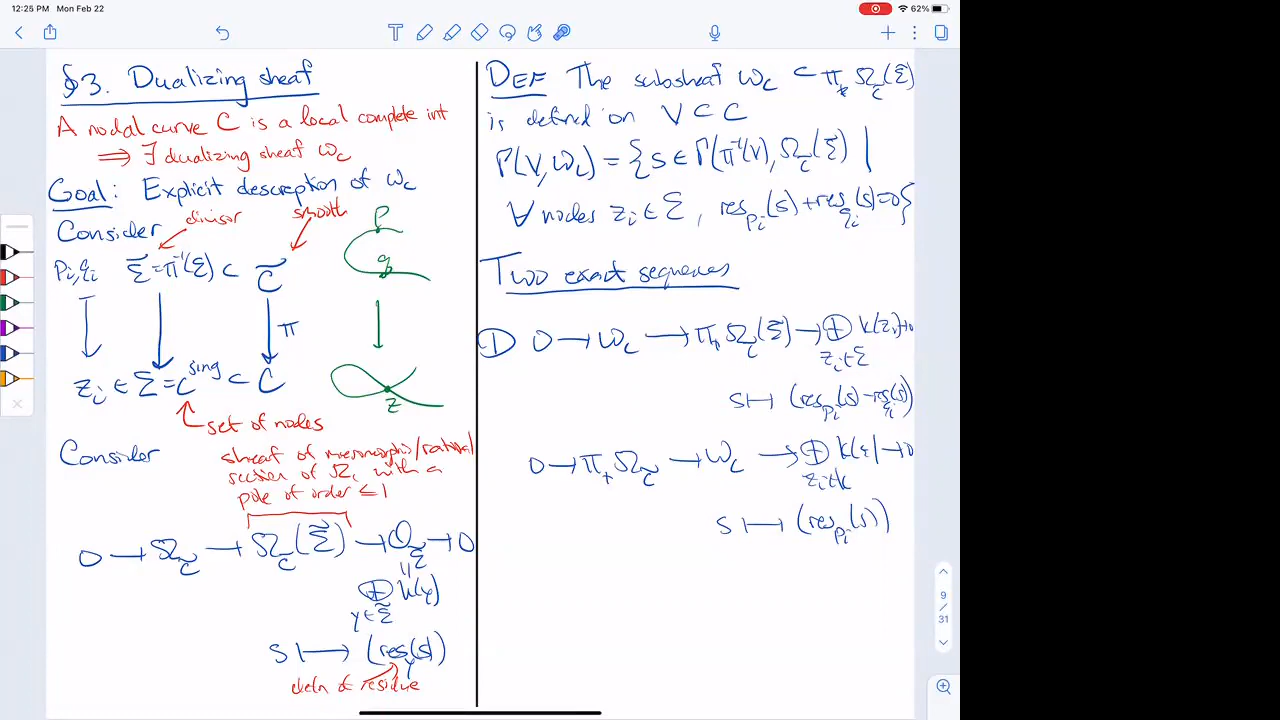 12:25 PM Mon Feb 22
62%
§3. Dualizing sheaf
A nodal curve C is a local complete int
⟹ ∃ dualizing sheaf ω_C
Goal: Explicit description of ω_C
Consider
divisor
smooth
p_i, q_i Σ̃ = π⁻¹(Σ) ⊂ C̃
π
z_i ∈ Σ = C^sing ⊂ C
set of nodes
p
q
z
Consider
sheaf of meromorphic/rational
section of Ω_C̃ with a
pole of order ≤ 1
0 → Ω_C̃ → Ω_C̃(Σ̃) → O_Σ̃ → 0
||
⊕ k(y)
y ∈ Σ̃
s ⟼ (res_y(s))
defn of residue
DEF The subsheaf ω_C ⊂ π_* Ω_C̃(Σ̃)
is defined on V ⊂ C
Γ(V, ω_C) = { s ∈ Γ(π⁻¹(V), Ω_C̃(Σ̃)) |
∀ nodes z_i ∈ Σ, res_{p_i}(s) + res_{q_i}(s) = 0 }
Two exact sequences
① 0 → ω_C → π_* Ω_C̃(Σ̃) → ⊕ k(z_i) → 0
z_i ∈ Σ
s ⟼ (res_{p_i}(s) − res_{q_i}(s))
0 → π_* Ω_C̃ → ω_C → ⊕ k(z) → 0
s ⟼ (res_{p_i}(s))
9
/
31